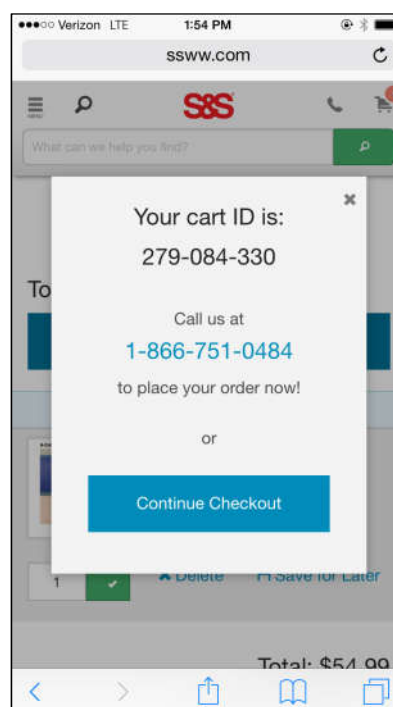 Verizon LTE 1:54 PM
ssww.com
MENU
S&S
What can we help you find?
Your cart ID is:
279-084-330
To
Call us at
1-866-751-0484
to place your order now!
or
Continue Checkout
1
Delete
Save for Later
Total: $54.99